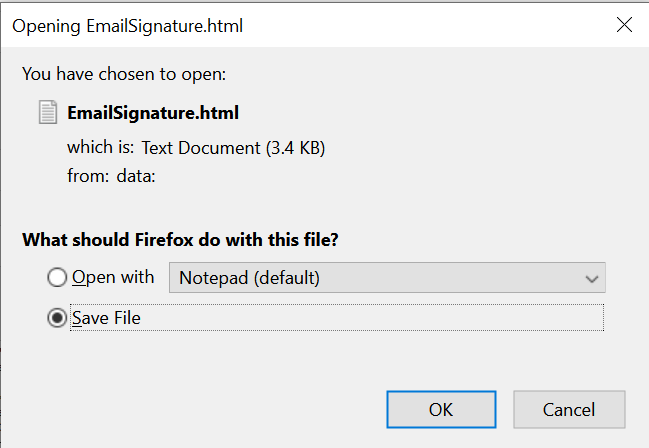 Opening EmailSignature.html
You have chosen to open:
EmailSignature.html
which is: Text Document (3.4 KB)
from: data:
What should Firefox do with this file?
Open with Notepad (default)
Save File
OK Cancel